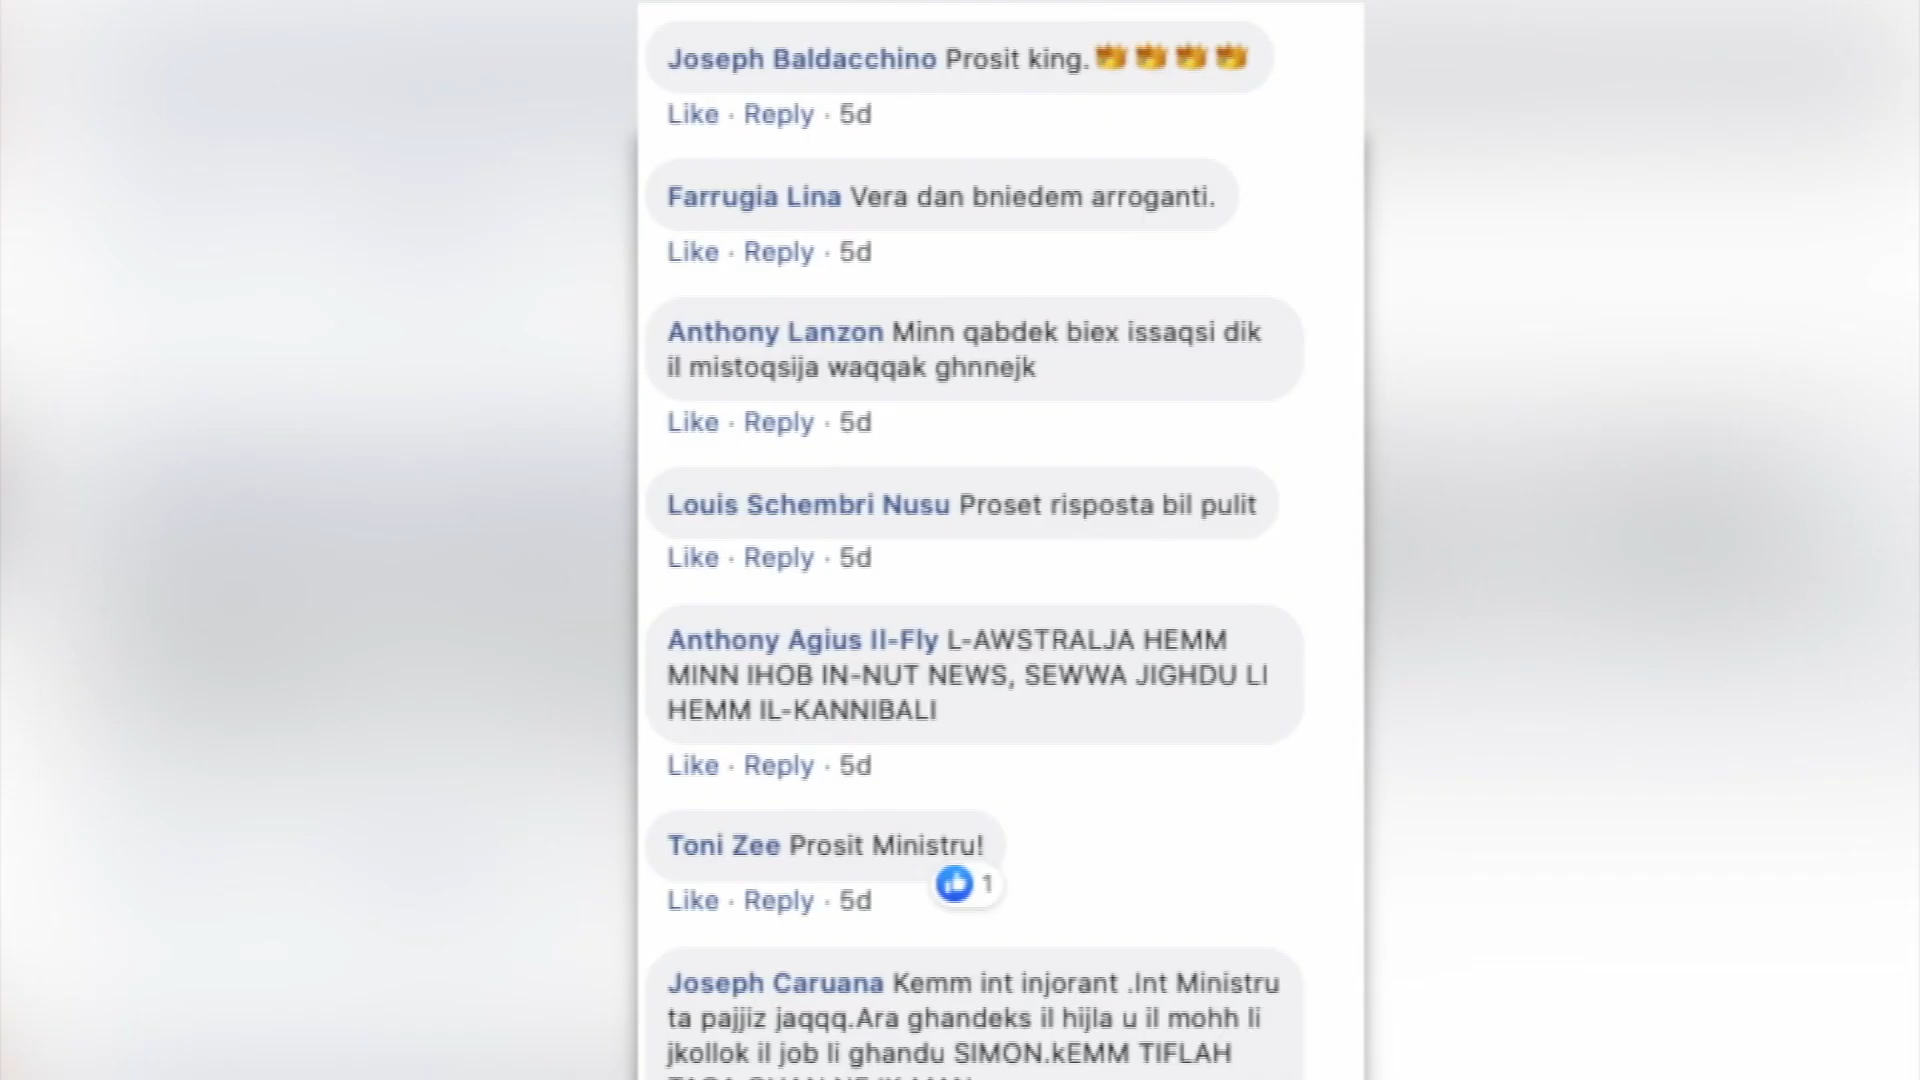 Joseph Baldacchino Prosit king.
Like · Reply · 5d
Farrugia Lina Vera dan bniedem arroganti.
Like · Reply · 5d
Anthony Lanzon Minn qabdek biex issaqsi dik
il mistoqsija waqqak ghnnejk
Like · Reply · 5d
Louis Schembri Nusu Proset risposta bil pulit
Like · Reply · 5d
Anthony Agius Il-Fly L-AWSTRALJA HEMM
MINN IHOB IN-NUT NEWS, SEWWA JIGHDU LI
HEMM IL-KANNIBALI
Like · Reply · 5d
Toni Zee Prosit Ministru!
1
Like · Reply · 5d
Joseph Caruana Kemm int injorant .Int Ministru
ta pajjiz jaqqq.Ara ghandeks il hijla u il mohh li
jkollok il job li ghandu SIMON.kEMM TIFLAH